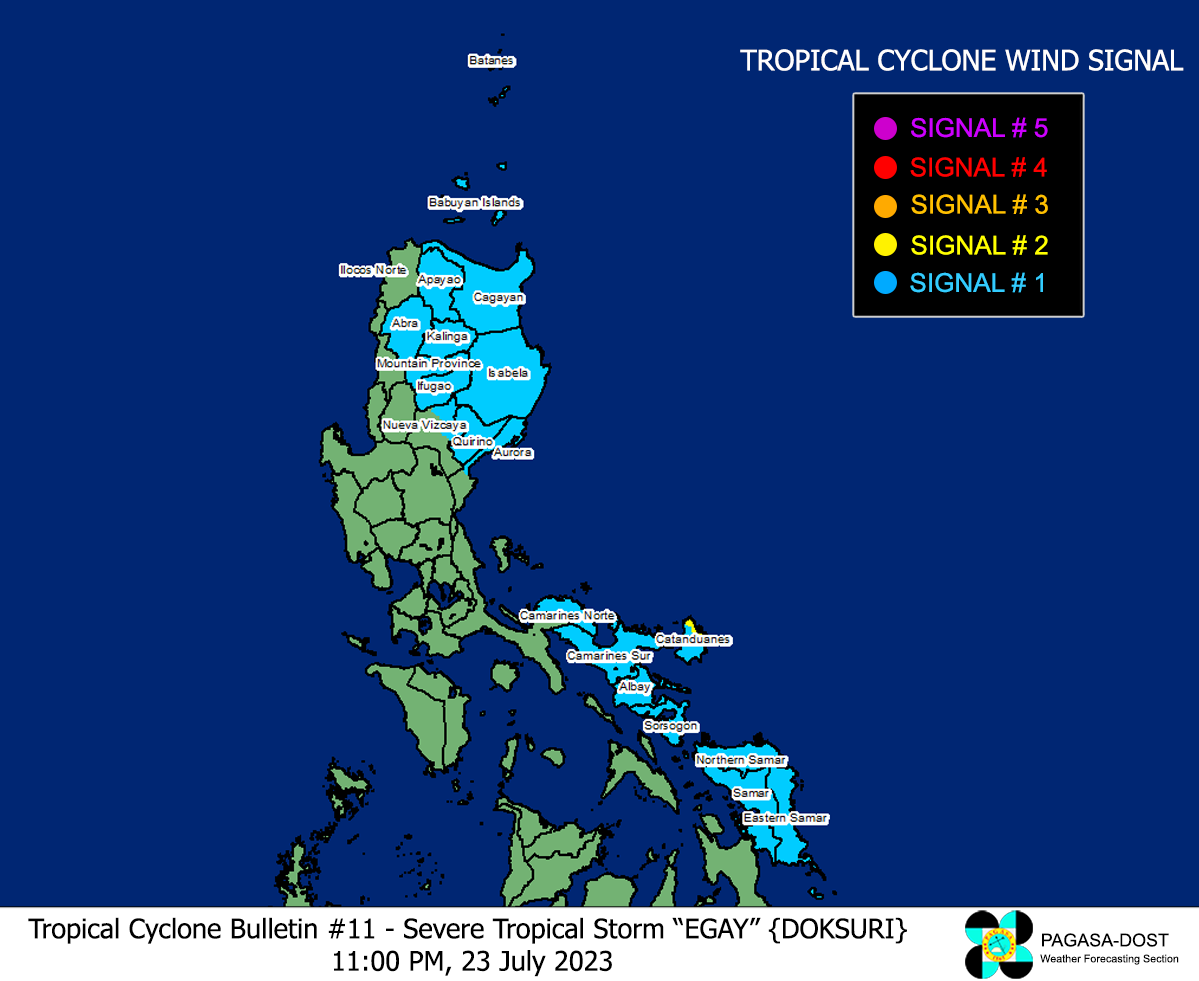 TROPICAL CYCLONE WIND SIGNAL
SIGNAL # 5
SIGNAL # 4
SIGNAL # 3
SIGNAL # 2
SIGNAL # 1
Batanes
Babuyan Islands
Ilocos Norte
Apayao
Cagayan
Abra
Kalinga
Mountain Province
Isabela
Ifugao
Nueva Vizcaya
Quirino
Aurora
Camarines Norte
Catanduanes
Camarines Sur
Albay
Sorsogon
Northern Samar
Samar
Eastern Samar
Tropical Cyclone Bulletin #11 - Severe Tropical Storm “EGAY” {DOKSURI}
11:00 PM, 23 July 2023
PAGASA-DOST
Weather Forecasting Section